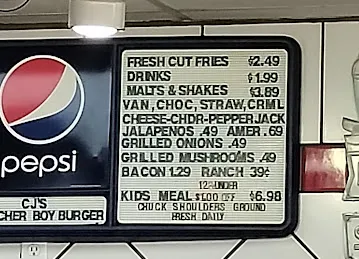 FRESH CUT FRIES $2.49
DRINKS $1.99
MALTS & SHAKES $3.89
VAN, CHOC, STRAW, CRML
CHEESE-CHDR-PEPPERJACK
JALAPENOS .49 AMER .69
GRILLED ONIONS .49
GRILLED MUSHROOMS .49
BACON 1.29 RANCH 39¢
12&UNDER
KIDS MEAL $1.00 OFF $6.98
CHUCK SHOULDERS GROUND
FRESH DAILY
pepsi
CJ'S
CHER BOY BURGER